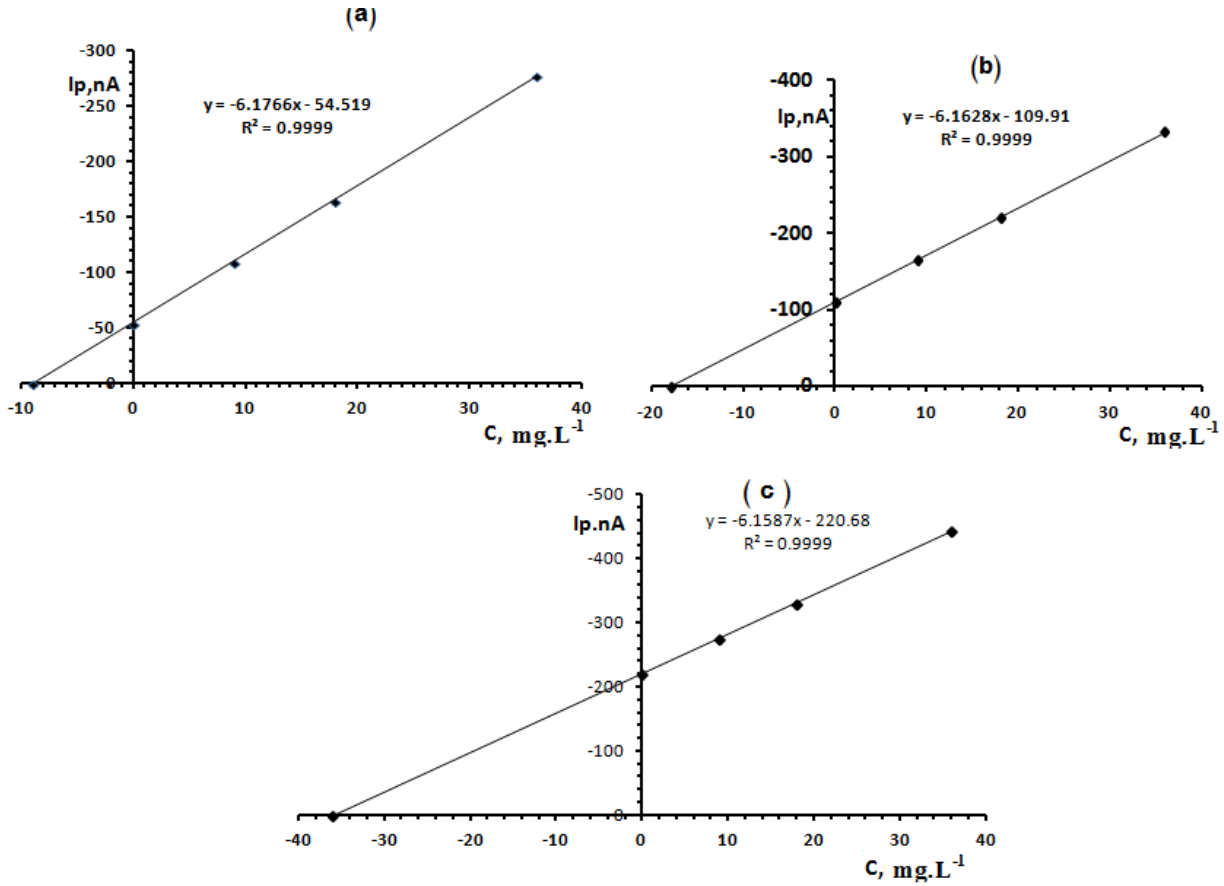 (a)
-300
Ip,nA
-250
-200
-150
-100
-50
0
y = -6.1766x - 54.519
R² = 0.9999
-10 0 10 20 30 40
C, mg.L⁻¹
(b)
-400
Ip,nA
-300
-200
-100
0
y = -6.1628x - 109.91
R² = 0.9999
-20 -10 0 10 20 30 40
C, mg.L⁻¹
( c )
-500
Ip.nA
-400
-300
-200
-100
0
y = -6.1587x - 220.68
R² = 0.9999
-40 -30 -20 -10 0 10 20 30 40
C, mg.L⁻¹